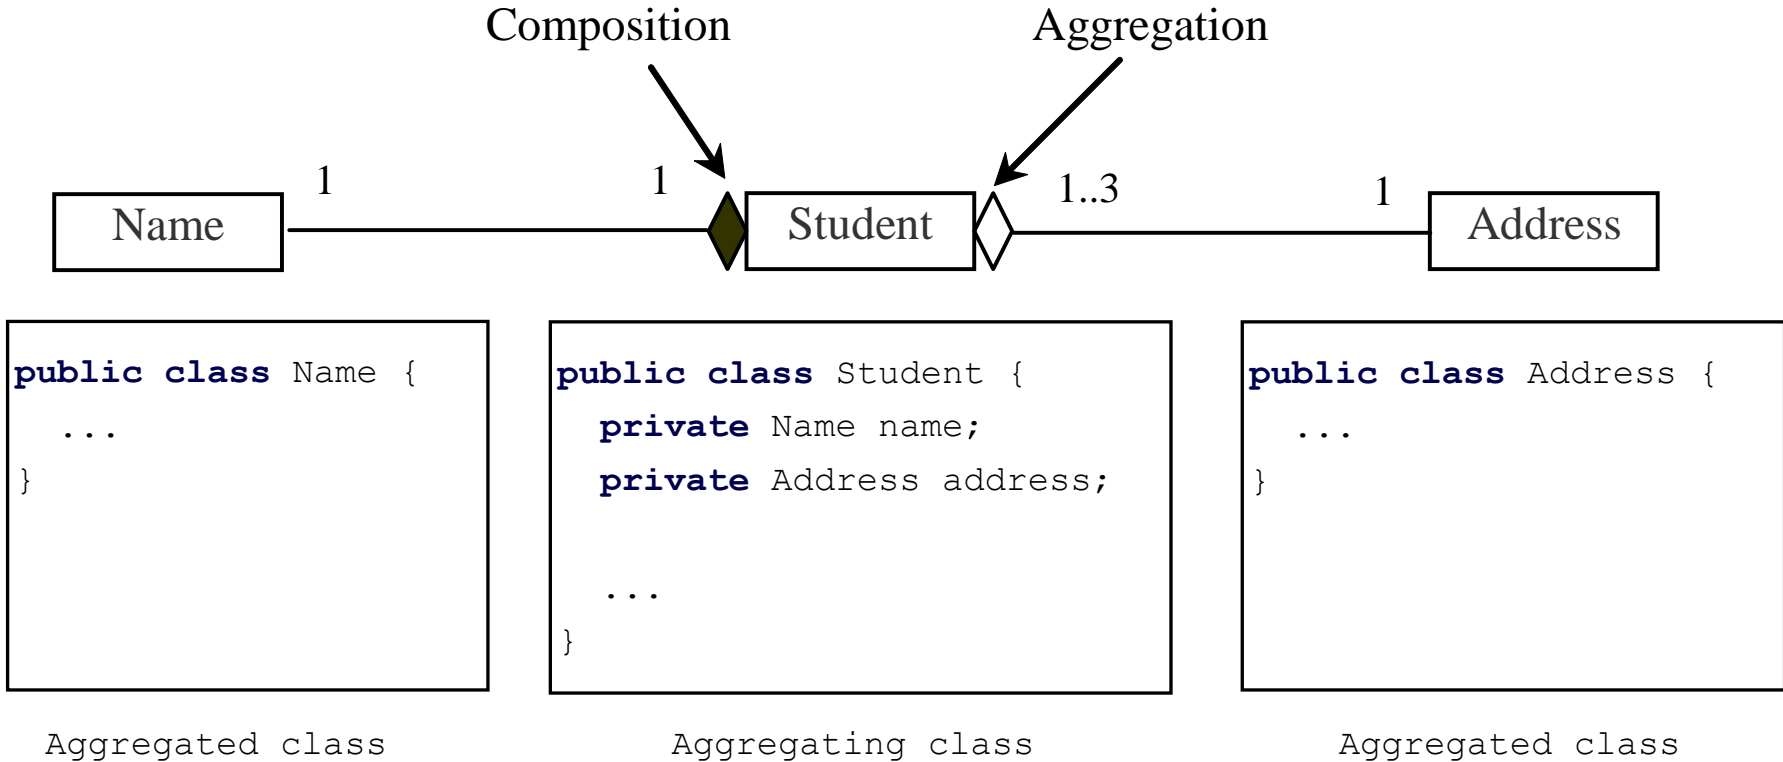 Composition Aggregation
1 1 1..3 1
Name Student Address
public class Name {
...
}
public class Student {
private Name name;
private Address address;
...
}
public class Address {
...
}
Aggregated class Aggregating class Aggregated class